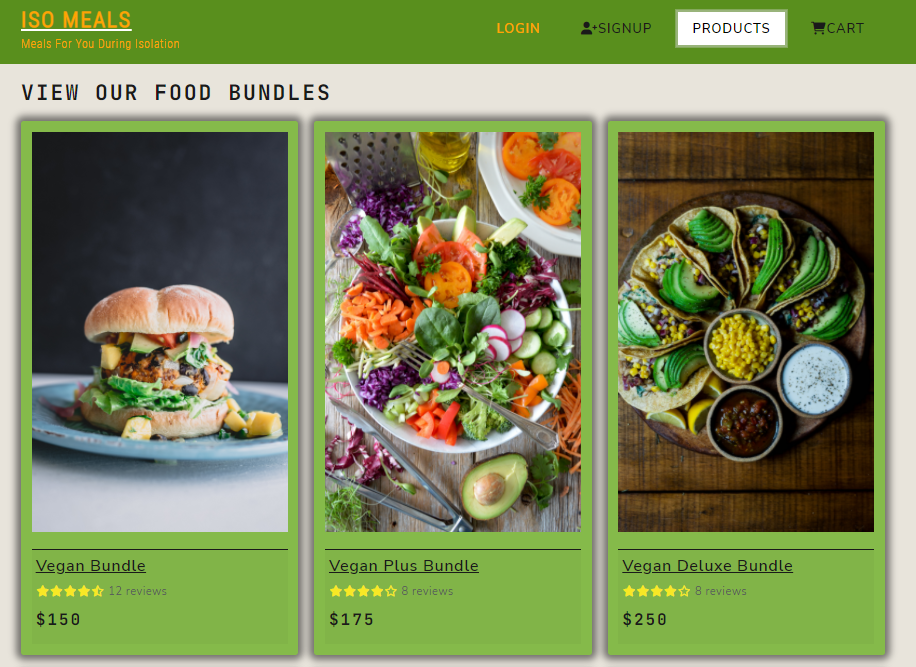 ISO MEALS
Meals For You During Isolation
LOGIN
SIGNUP
PRODUCTS
CART
VIEW OUR FOOD BUNDLES
Vegan Bundle
12 reviews
$150
Vegan Plus Bundle
8 reviews
$175
Vegan Deluxe Bundle
8 reviews
$250